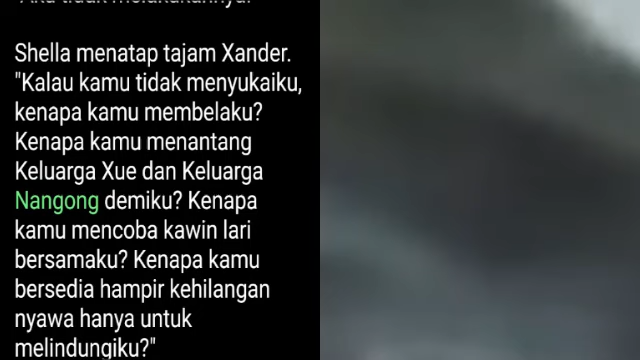 Shella menatap tajam Xander.
"Kalau kamu tidak menyukaiku,
kenapa kamu membelaku?
Kenapa kamu menantang
Keluarga Xue dan Keluarga
Nangong demiku? Kenapa
kamu mencoba kawin lari
bersamaku? Kenapa kamu
bersedia hampir kehilangan
nyawa hanya untuk
melindungiku?"